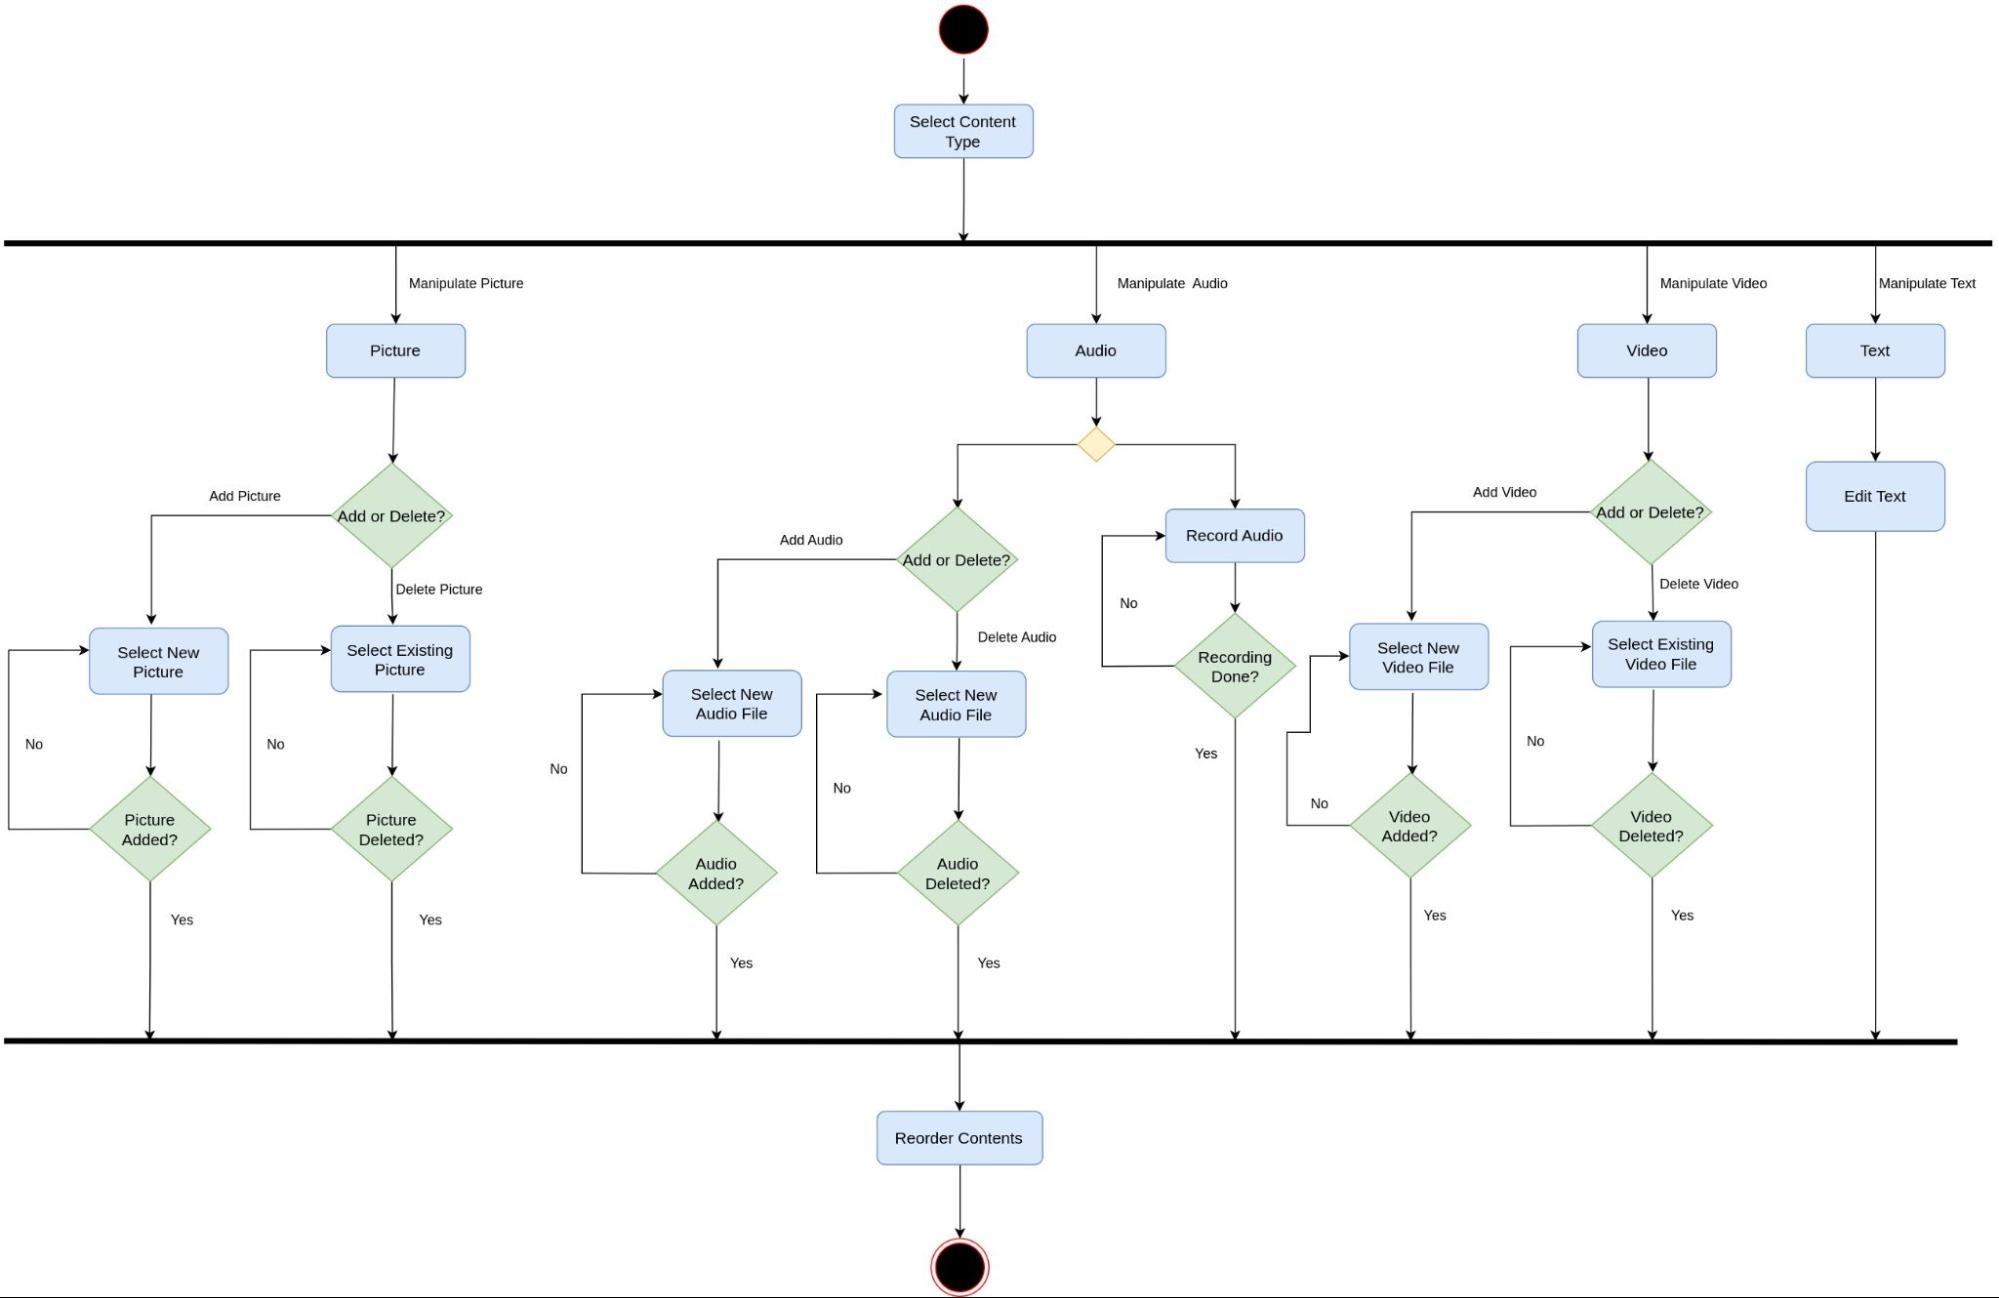 Select Content
Type
Manipulate Picture
Manipulate  Audio
Manipulate Video
Manipulate Text
Picture
Audio
Video
Text
Add Picture
Add or Delete?
Delete Picture
Add Audio
Add or Delete?
Delete Audio
Record Audio
No
Recording
Done?
Yes
Add Video
Add or Delete?
Delete Video
Edit Text
Select New
Picture
Select Existing
Picture
Select New
Audio File
Select New
Audio File
Select New
Video File
Select Existing
Video File
No
No
No
No
No
No
Picture
Added?
Picture
Deleted?
Audio
Added?
Audio
Deleted?
Video
Added?
Video
Deleted?
Yes
Yes
Yes
Yes
Yes
Yes
Reorder Contents